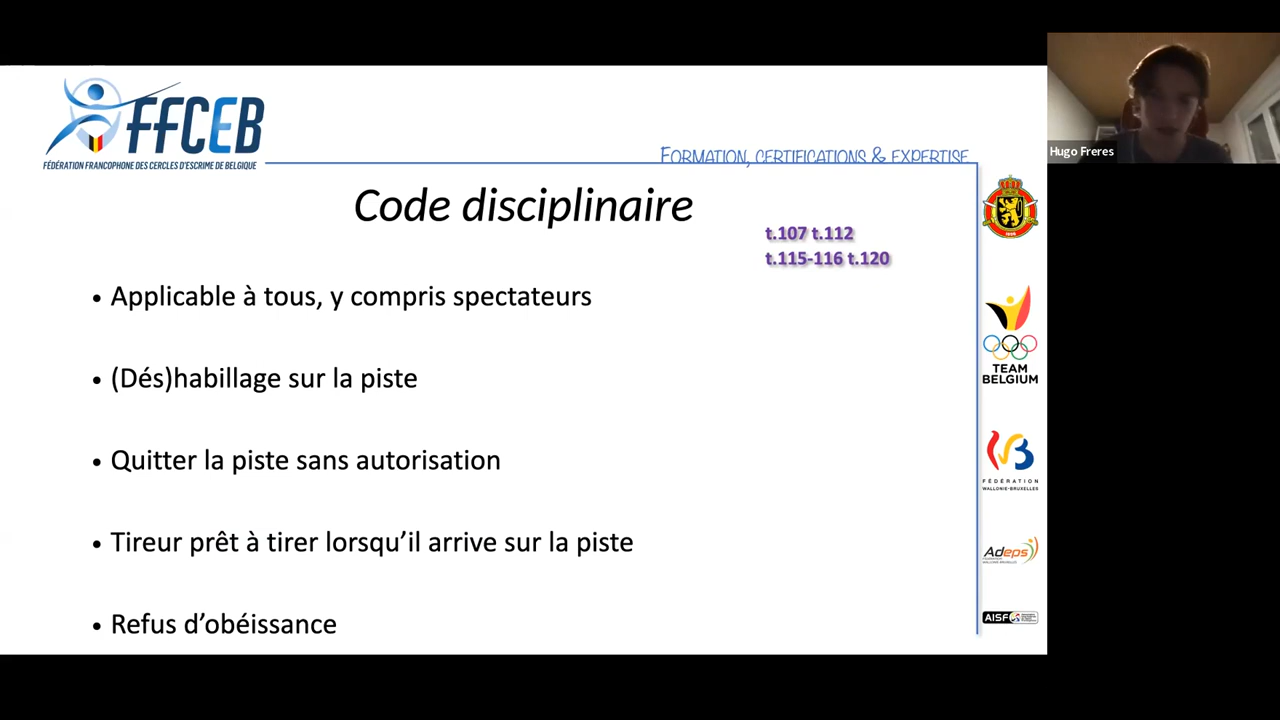 FFCEB
FÉDÉRATION FRANCOPHONE DES CERCLES D'ESCRIME DE BELGIQUE
FORMATION, CERTIFICATIONS & EXPERTISE
Hugo Freres
Code disciplinaire
t.107 t.112
t.115-116 t.120
• Applicable à tous, y compris spectateurs
• (Dés)habillage sur la piste
• Quitter la piste sans autorisation
• Tireur prêt à tirer lorsqu’il arrive sur la piste
• Refus d’obéissance
TEAM
BELGIUM
FÉDÉRATION
WALLONIE-BRUXELLES
Adeps
AISF